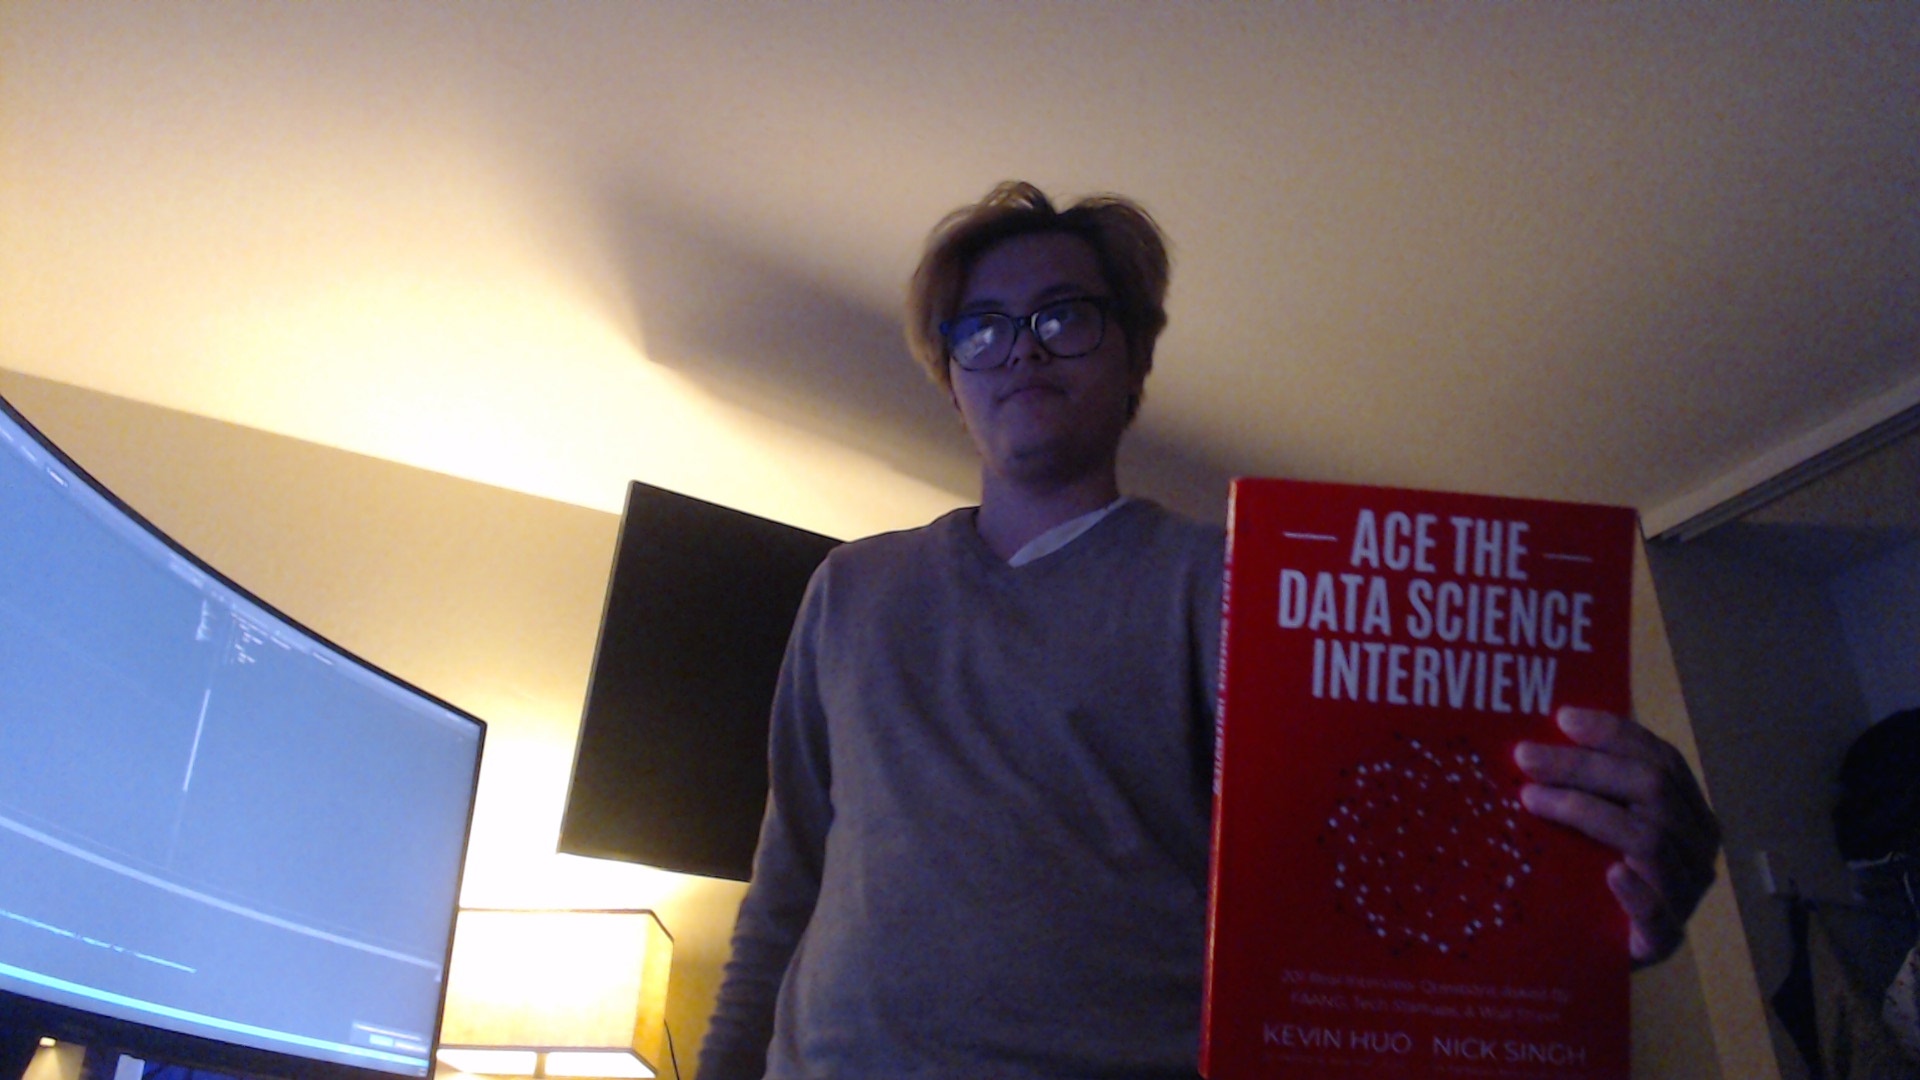 ACE THE
DATA SCIENCE
INTERVIEW
201 Real Interview Questions Asked By
FAANG, Tech Startups, & Wall Street
KEVIN HUO NICK SINGH